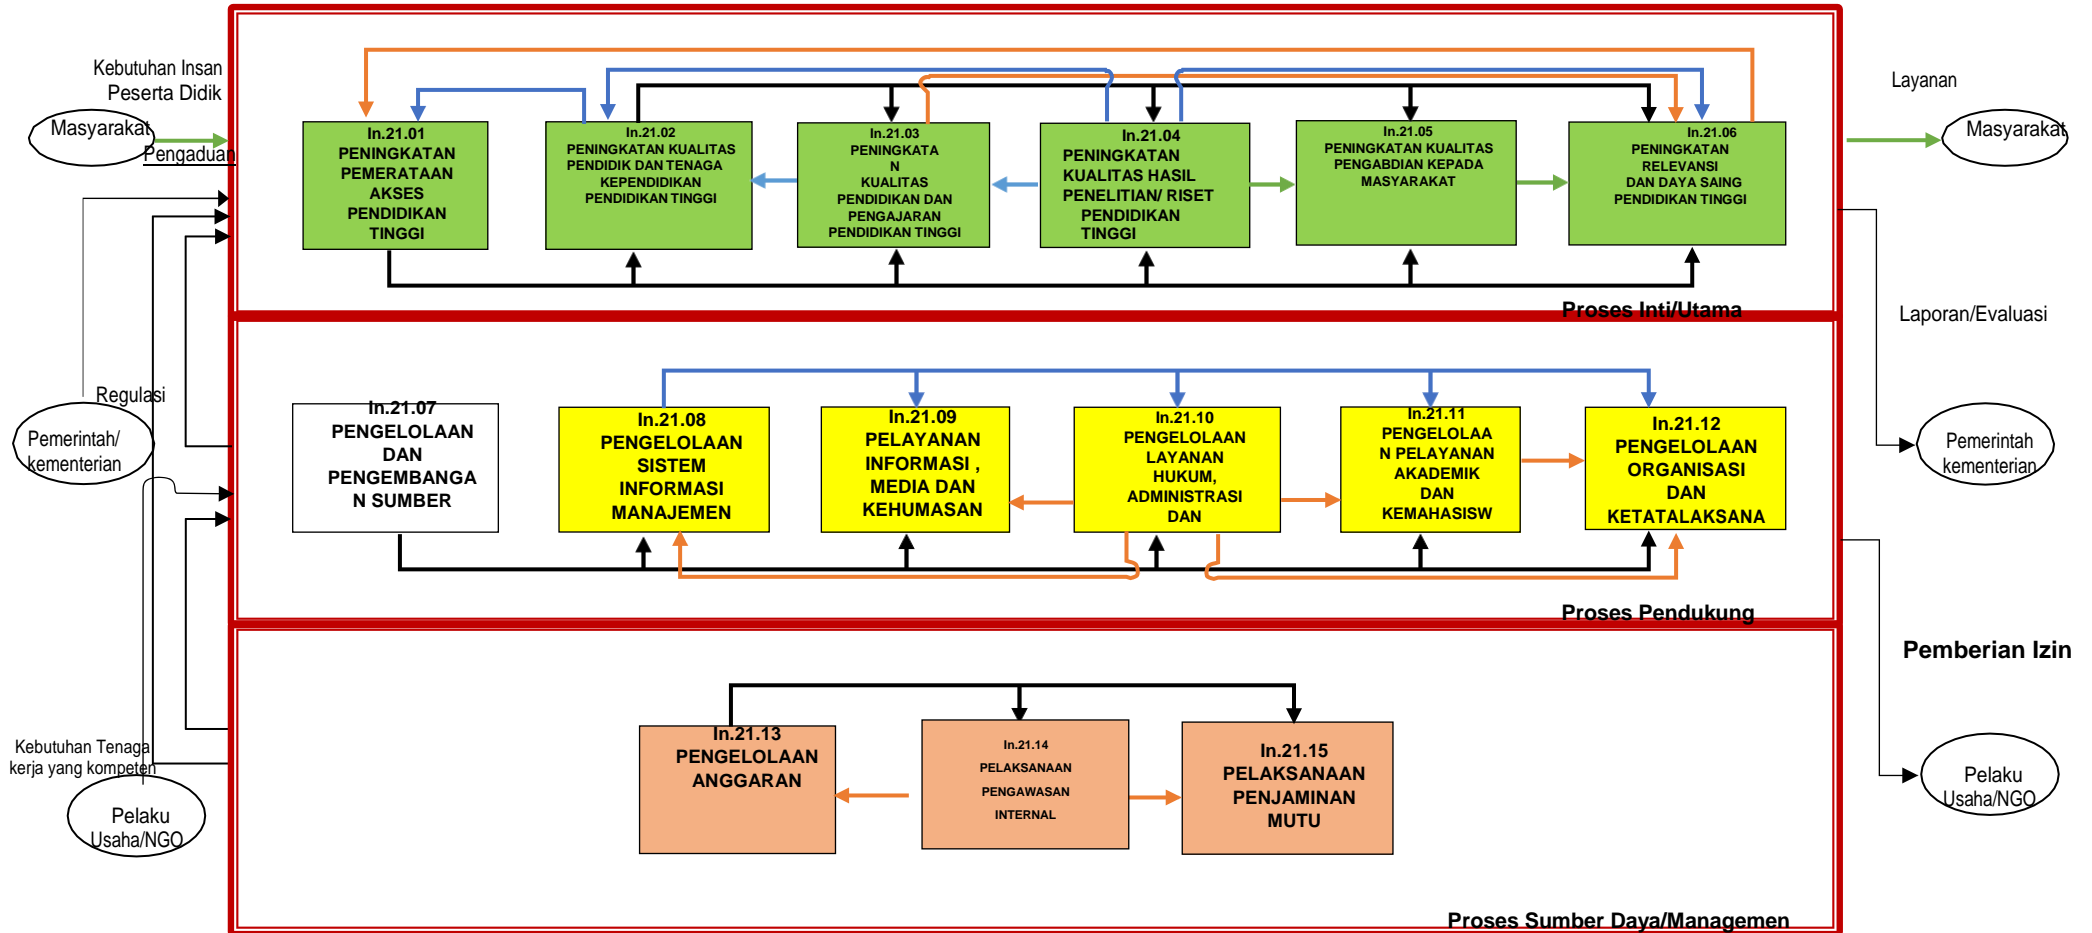 Kebutuhan Insan
Peserta Didik
Masyarakat
Pengaduan
In.21.01
PENINGKATAN
PEMERATAAN
AKSES
PENDIDIKAN
TINGGI
In.21.02
PENINGKATAN KUALITAS
PENDIDIK DAN TENAGA
KEPENDIDIKAN
PENDIDIKAN TINGGI
In.21.03
PENINGKATA
N
KUALITAS
PENDIDIKAN DAN
PENGAJARAN
PENDIDIKAN TINGGI
In.21.04
PENINGKATAN
KUALITAS HASIL
PENELITIAN/ RISET
PENDIDIKAN
TINGGI
In.21.05
PENINGKATAN KUALITAS
PENGABDIAN KEPADA
MASYARAKAT
In.21.06
PENINGKATAN
RELEVANSI
DAN DAYA SAING
PENDIDIKAN TINGGI
Layanan
Masyarakat
Proses Inti/Utama
Laporan/Evaluasi
Regulasi
Pemerintah/
kementerian
In.21.07
PENGELOLAAN
DAN
PENGEMBANGA
N SUMBER
In.21.08
PENGELOLAAN
SISTEM
INFORMASI
MANAJEMEN
In.21.09
PELAYANAN
INFORMASI ,
MEDIA DAN
KEHUMASAN
In.21.10
PENGELOLAAN
LAYANAN
HUKUM,
ADMINISTRASI
DAN
In.21.11
PENGELOLAA
N PELAYANAN
AKADEMIK
DAN
KEMAHASISW
In.21.12
PENGELOLAAN
ORGANISASI
DAN
KETATALAKSANA
Pemerintah
kementerian
Proses Pendukung
Pemberian Izin
Kebutuhan Tenaga
kerja yang kompeten
Pelaku
Usaha/NGO
In.21.13
PENGELOLAAN
ANGGARAN
In.21.14
PELAKSANAAN
PENGAWASAN
INTERNAL
In.21.15
PELAKSANAAN
PENJAMINAN
MUTU
Pelaku
Usaha/NGO
Proses Sumber Daya/Managemen